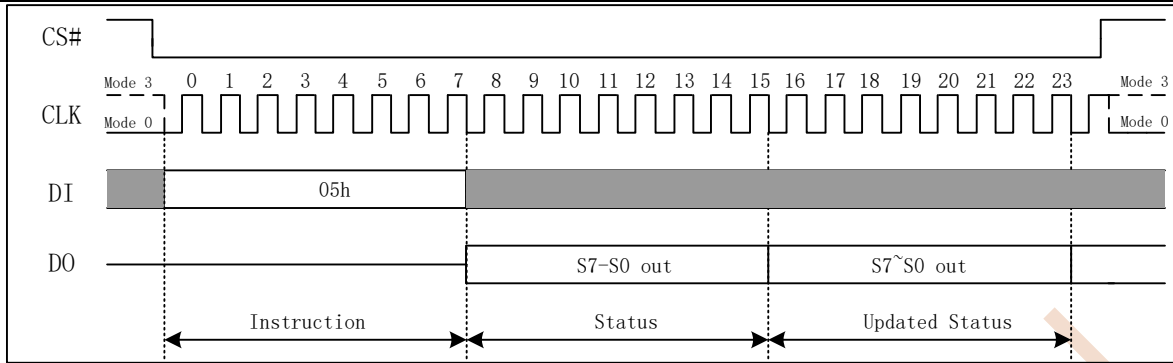 CS#
Mode 3 0 1 2 3 4 5 6 7 8 9 10 11 12 13 14 15 16 17 18 19 20 21 22 23 Mode 3
CLK
Mode 0 Mode 0
DI 05h
DO S7-S0 out S7~S0 out
Instruction Status Updated Status